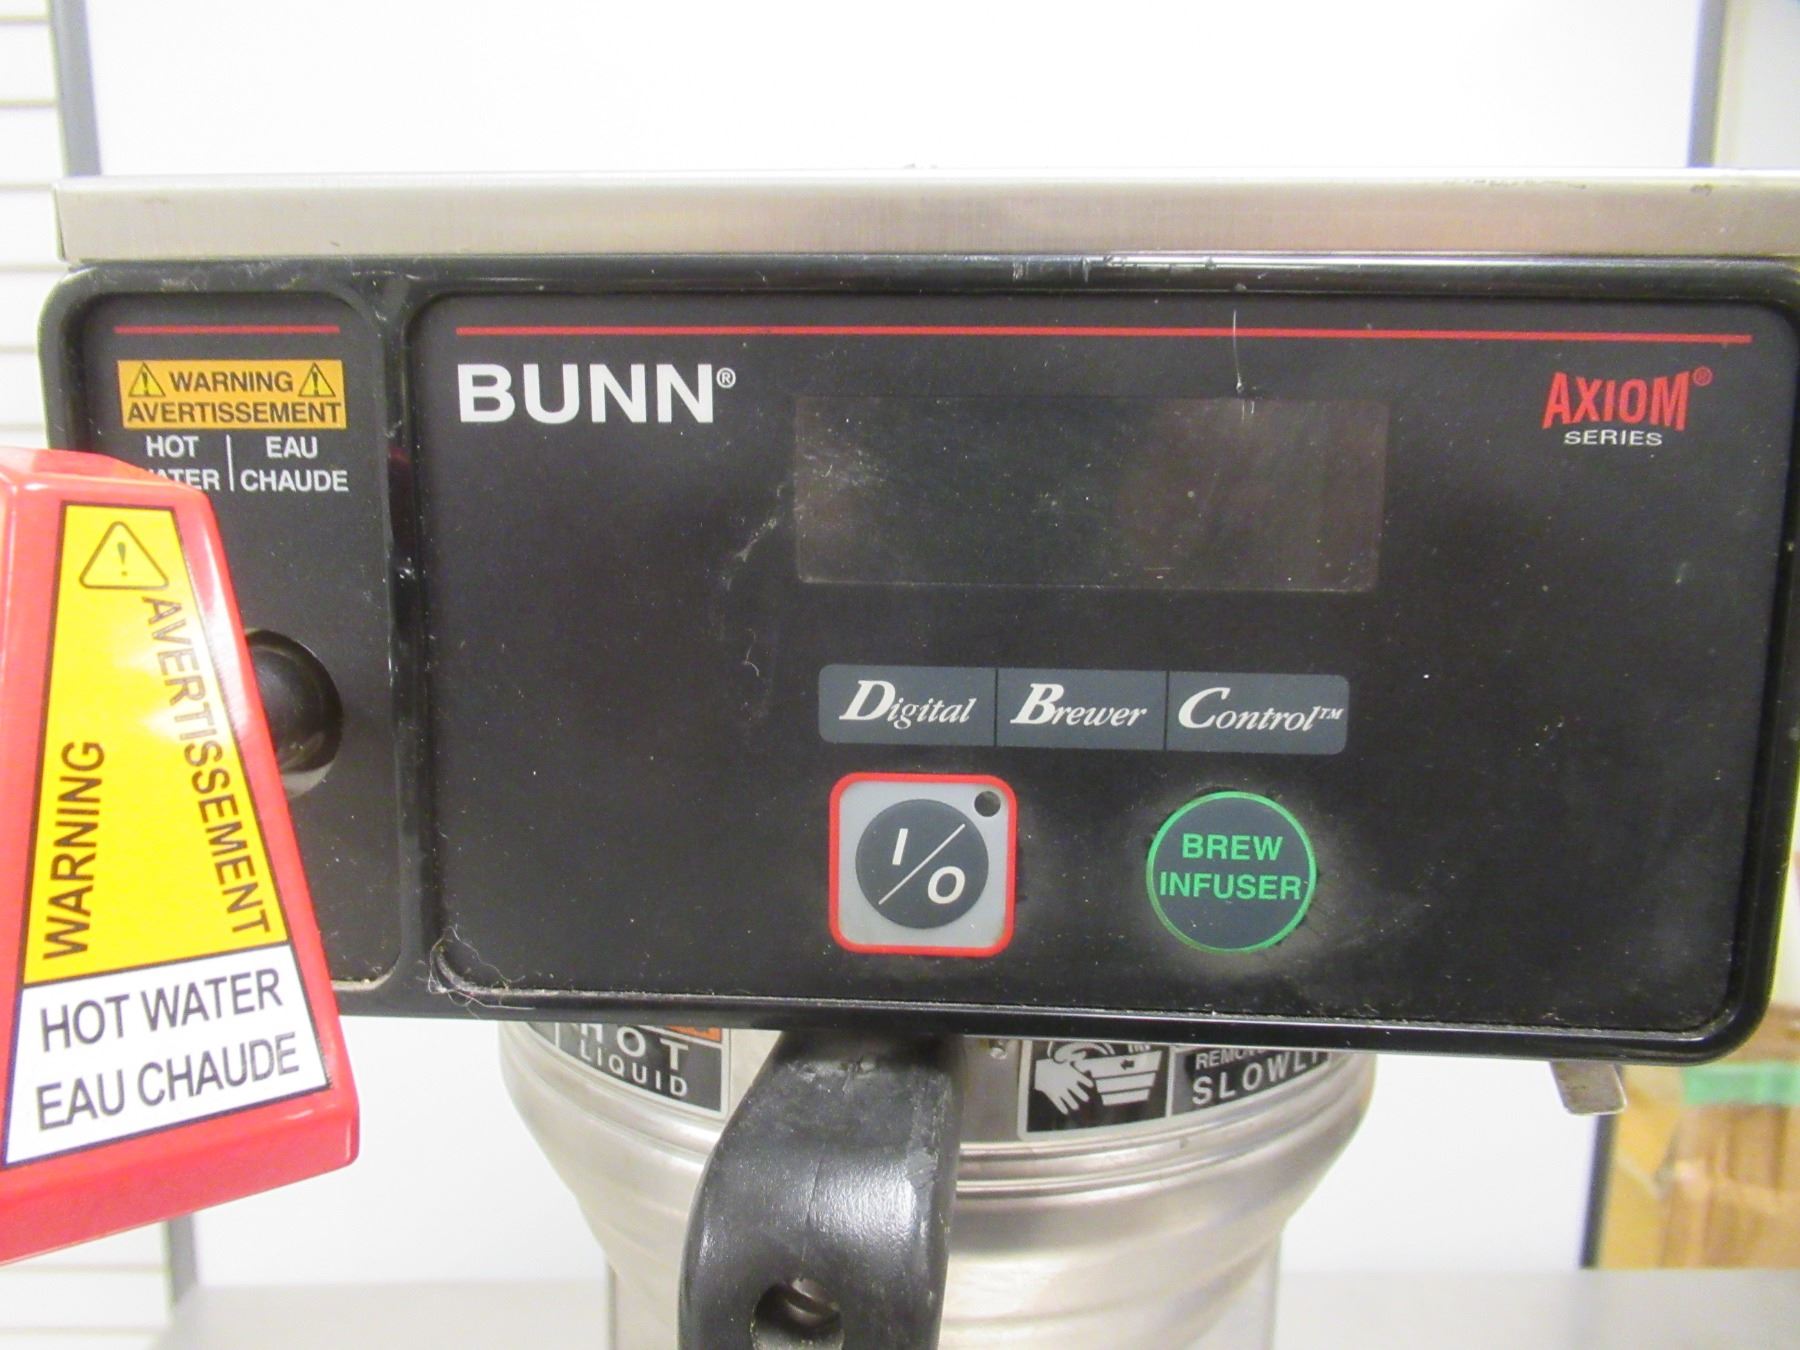 WARNING
AVERTISSEMENT
HOT | EAU
CHAUDE
BUNN®
AXIOM®
SERIES
Digital Brewer Control™
I/O
BREW
INFUSER
WARNING
AVERTISSEMENT
HOT WATER
EAU CHAUDE
HOT
LIQUID
SLOWLY